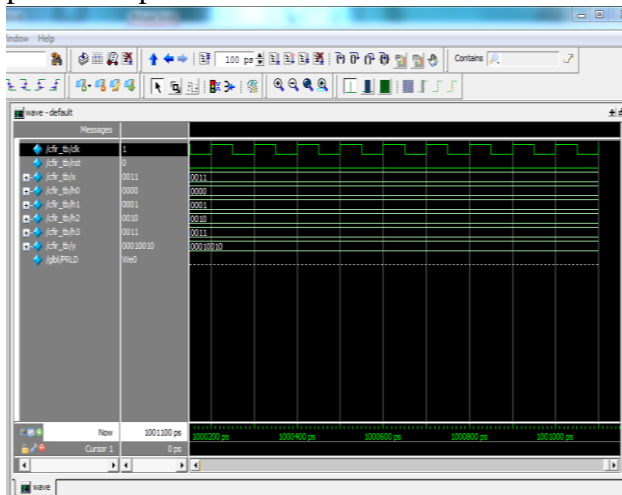 indow Help
100 ps
Contains
wave - default
Messages
/cfir_tb/clk 1
/cfir_tb/rst 0
/cfir_tb/x 0011 0011
/cfir_tb/h0 0000 0000
/cfir_tb/h1 0001 0001
/cfir_tb/h2 0010 0010
/cfir_tb/h3 0011 0011
/cfir_tb/y 00010010 00010010
/glbl/PRLD We0
Now 1001100 ps 1000200 ps 1000400 ps 1000600 ps 1000800 ps 1001000 ps
Cursor 1 0 ps
wave